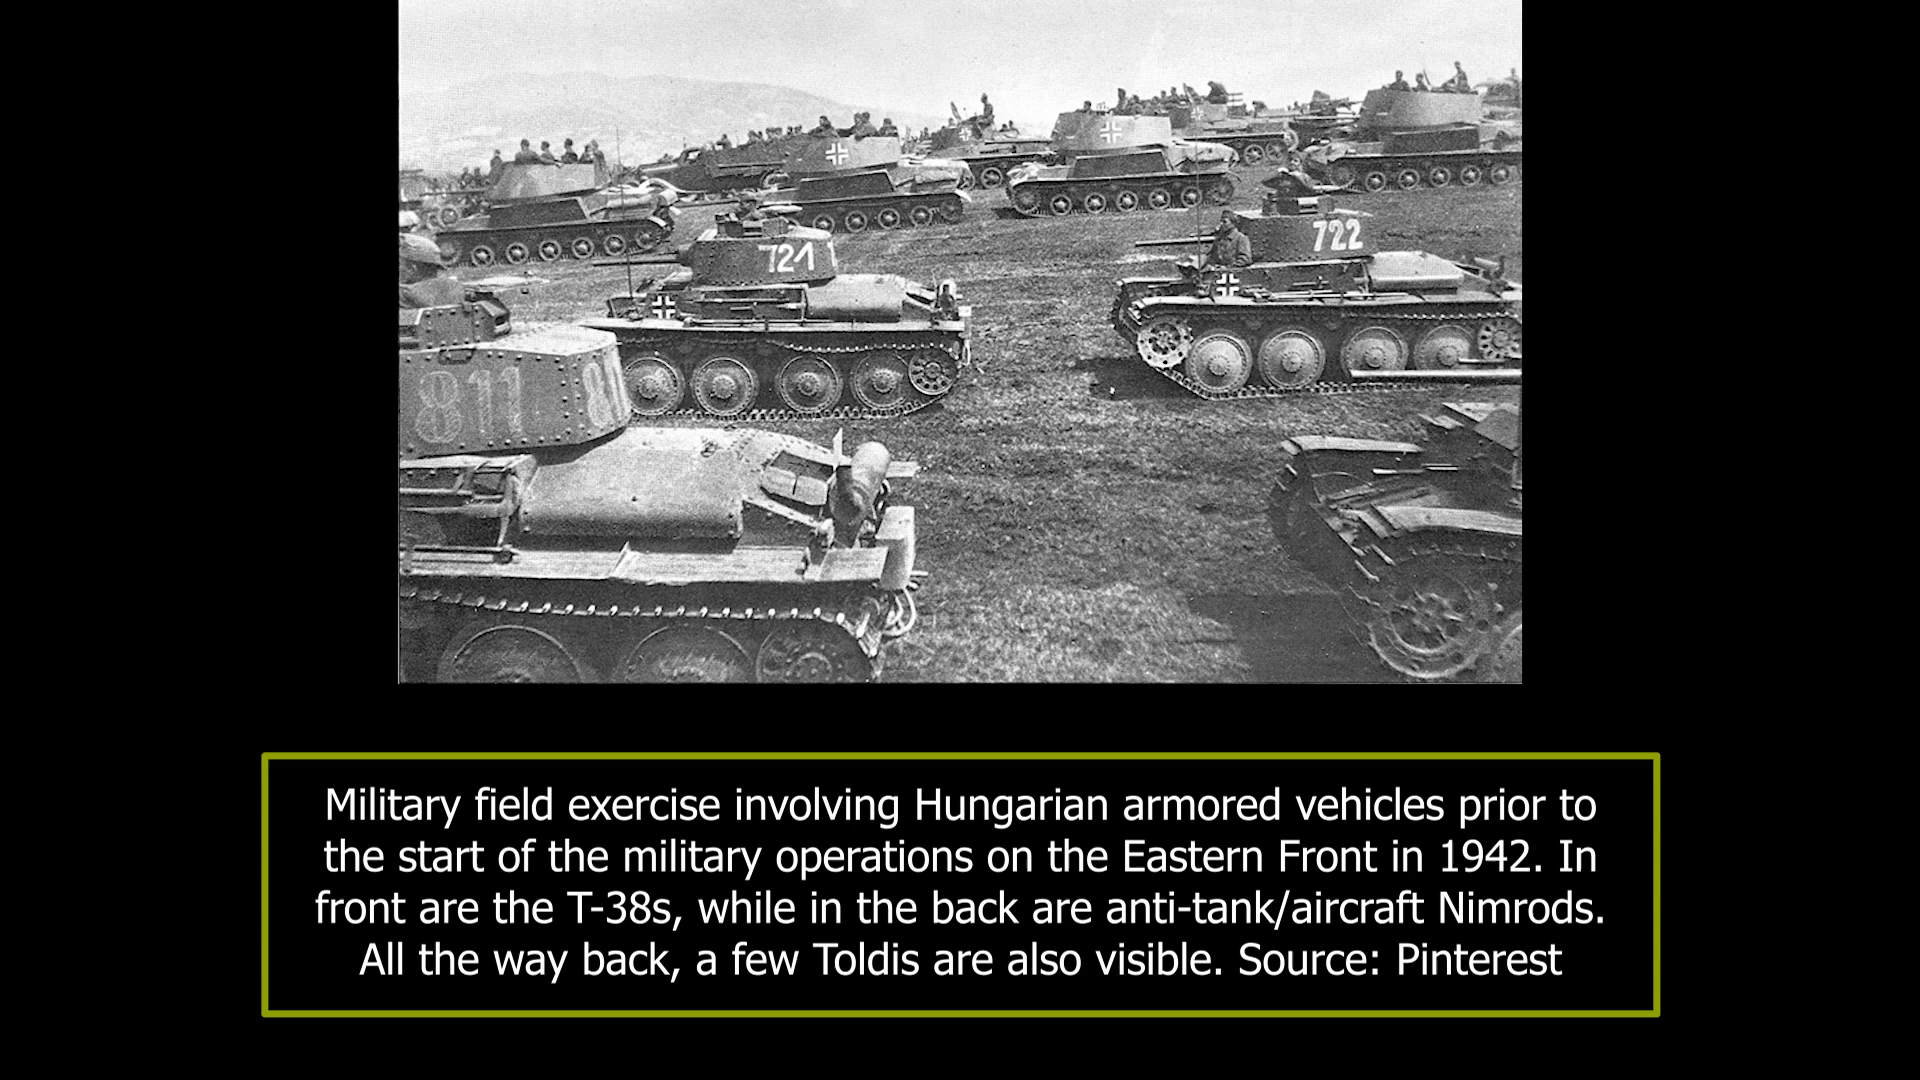 721
722
811
81
Military field exercise involving Hungarian armored vehicles prior to
the start of the military operations on the Eastern Front in 1942. In
front are the T-38s, while in the back are anti-tank/aircraft Nimrods.
All the way back, a few Toldis are also visible. Source: Pinterest